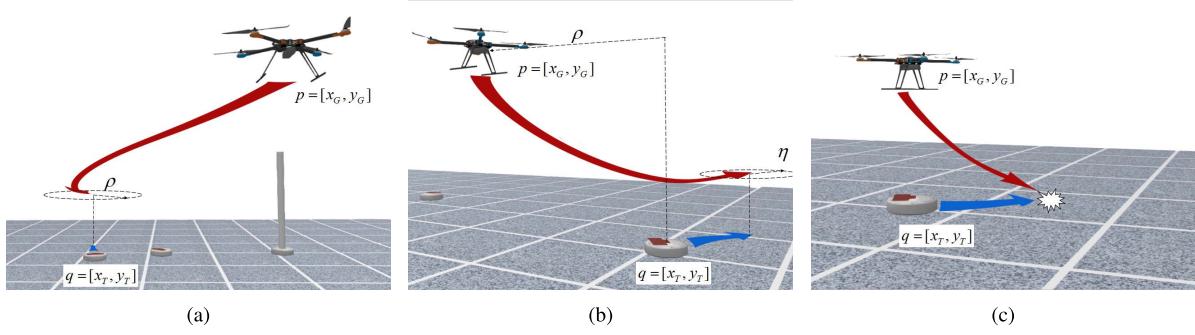 ρ
p = [x_G, y_G]
q = [x_T, y_T]
(a)
ρ
p = [x_G, y_G]
η
q = [x_T, y_T]
(b)
p = [x_G, y_G]
q = [x_T, y_T]
(c)